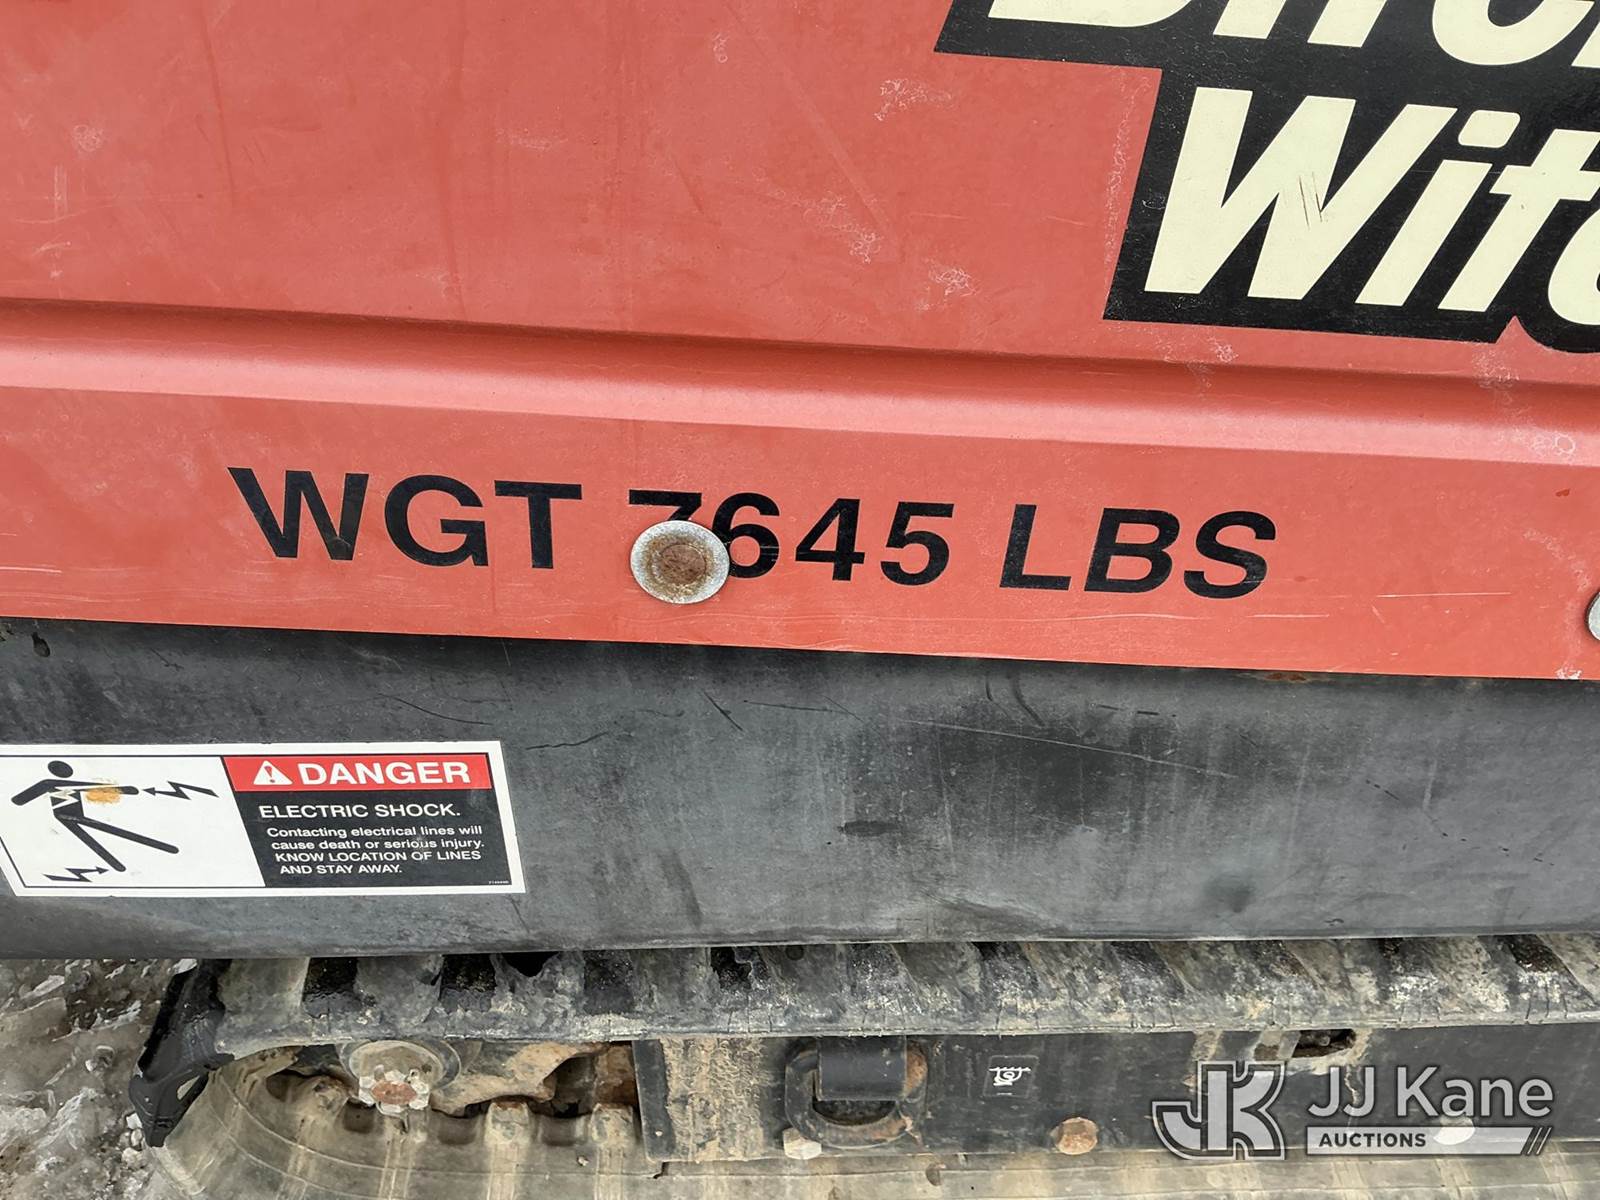 Witc
WGT 7645 LBS
DANGER
ELECTRIC SHOCK.
Contacting electrical lines will
cause death or serious injury.
KNOW LOCATION OF LINES
AND STAY AWAY.
JJ Kane
AUCTIONS